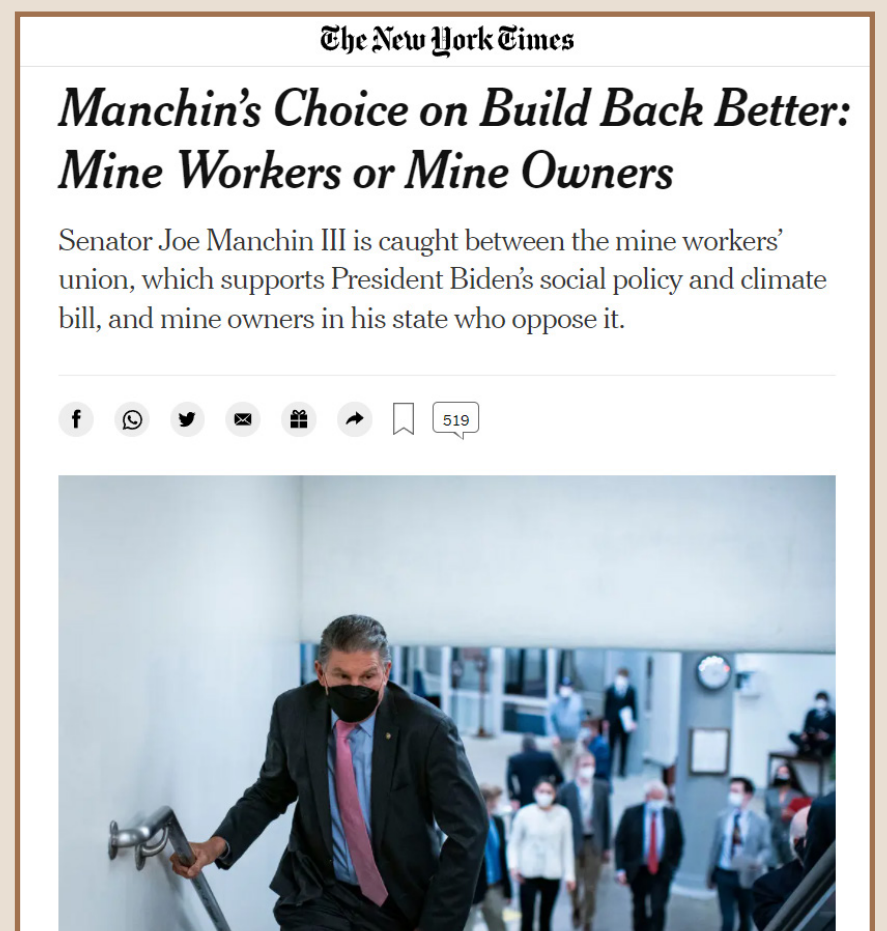 The New York Times
Manchin’s Choice on Build Back Better:
Mine Workers or Mine Owners
Senator Joe Manchin III is caught between the mine workers’
union, which supports President Biden’s social policy and climate
bill, and mine owners in his state who oppose it.
519